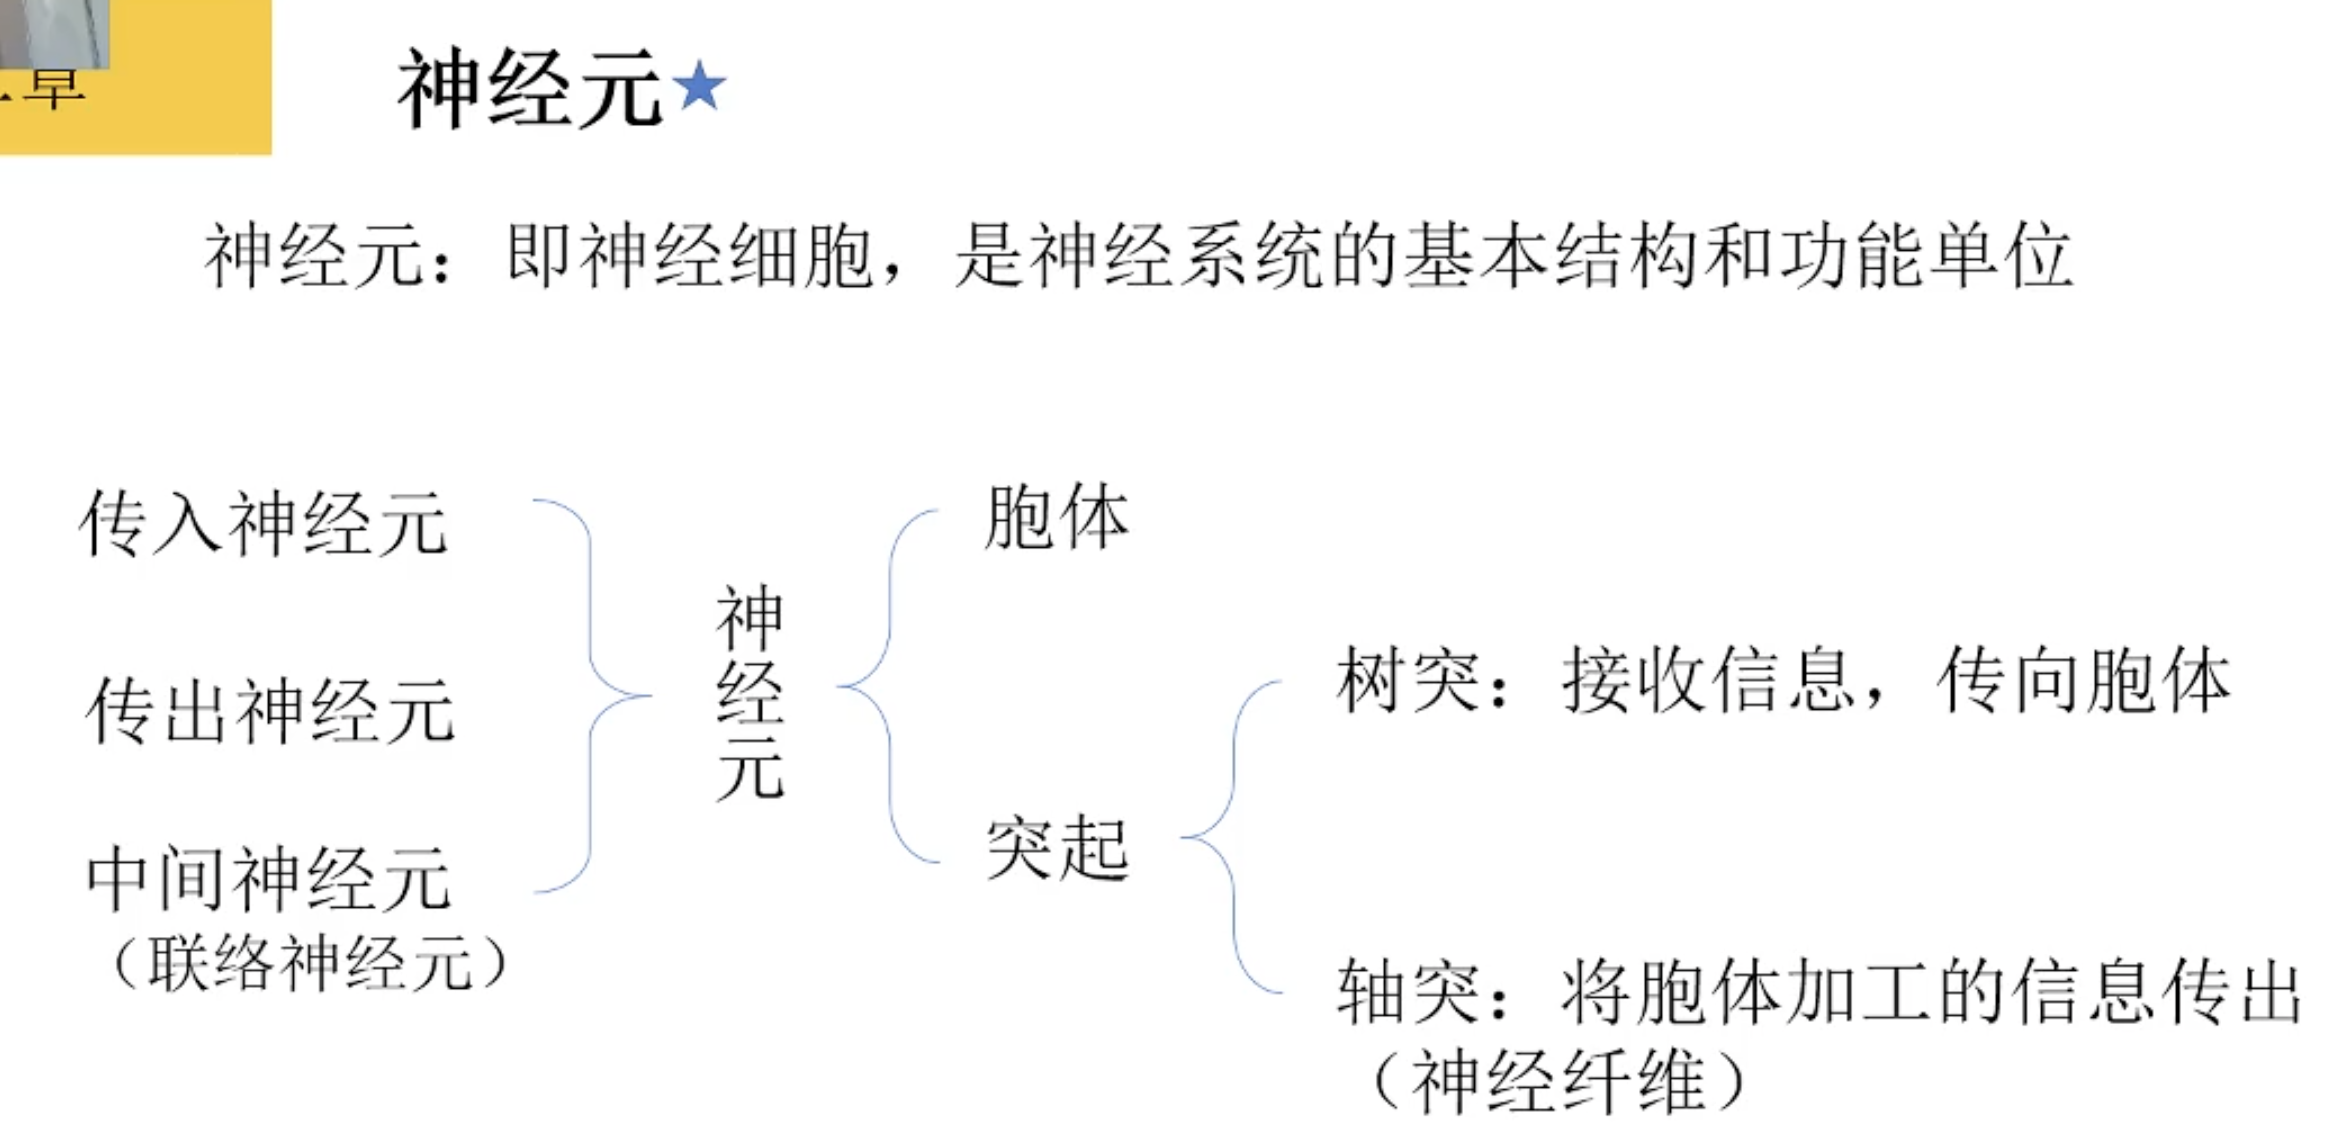 章
神经元★
神经元：即神经细胞，是神经系统的基本结构和功能单位
传入神经元
传出神经元
中间神经元
（联络神经元）
神
经
元
胞体
突起
树突：接收信息，传向胞体
轴突：将胞体加工的信息传出
（神经纤维）